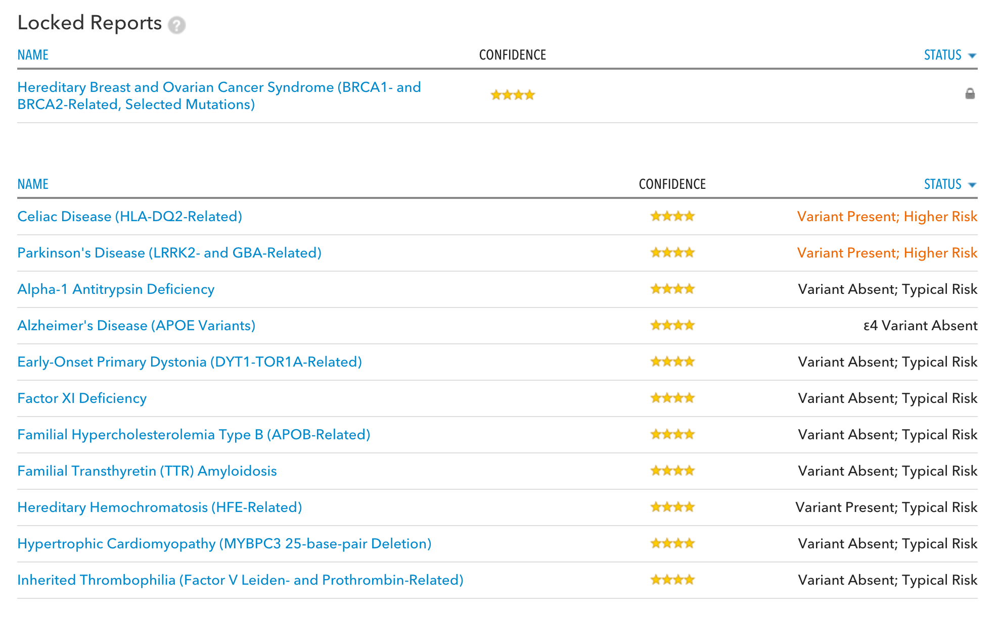 Locked Reports ?
NAME CONFIDENCE STATUS
Hereditary Breast and Ovarian Cancer Syndrome (BRCA1- and
BRCA2-Related, Selected Mutations)
NAME CONFIDENCE STATUS
Celiac Disease (HLA-DQ2-Related) Variant Present; Higher Risk
Parkinson's Disease (LRRK2- and GBA-Related) Variant Present; Higher Risk
Alpha-1 Antitrypsin Deficiency Variant Absent; Typical Risk
Alzheimer's Disease (APOE Variants) ε4 Variant Absent
Early-Onset Primary Dystonia (DYT1-TOR1A-Related) Variant Absent; Typical Risk
Factor XI Deficiency Variant Absent; Typical Risk
Familial Hypercholesterolemia Type B (APOB-Related) Variant Absent; Typical Risk
Familial Transthyretin (TTR) Amyloidosis Variant Absent; Typical Risk
Hereditary Hemochromatosis (HFE-Related) Variant Present; Typical Risk
Hypertrophic Cardiomyopathy (MYBPC3 25-base-pair Deletion) Variant Absent; Typical Risk
Inherited Thrombophilia (Factor V Leiden- and Prothrombin-Related) Variant Absent; Typical Risk